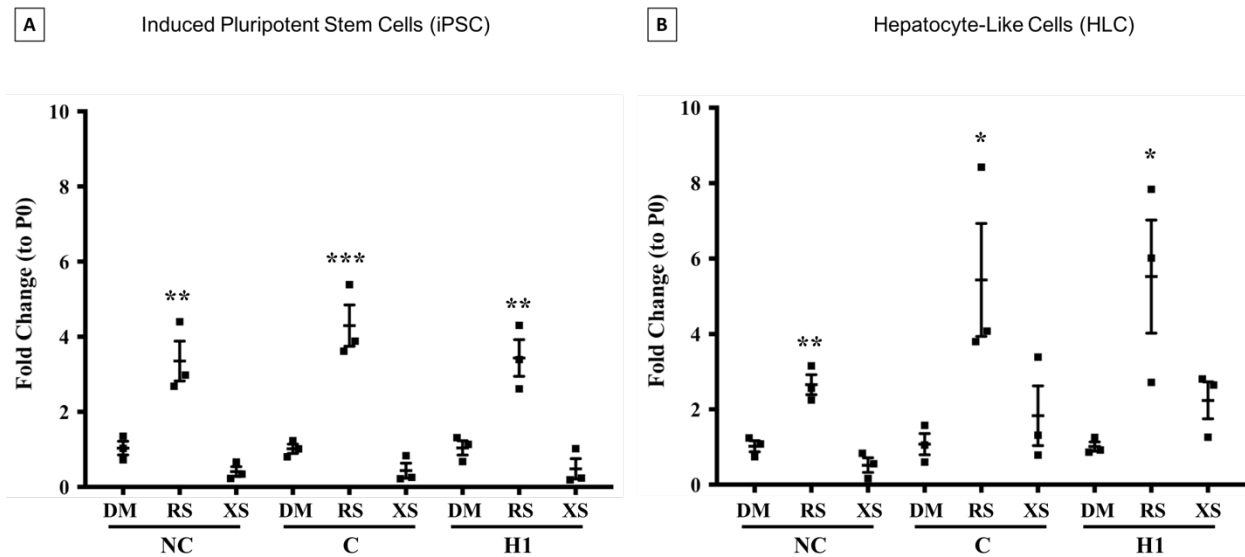 A
Induced Pluripotent Stem Cells (iPSC)
Fold Change (to P0)
10
8
6
4
2
0
**
***
**
DM RS XS DM RS XS DM RS XS
NC C H1
B
Hepatocyte-Like Cells (HLC)
Fold Change (to P0)
10
8
6
4
2
0
**
*
*
DM RS XS DM RS XS DM RS XS
NC C H1